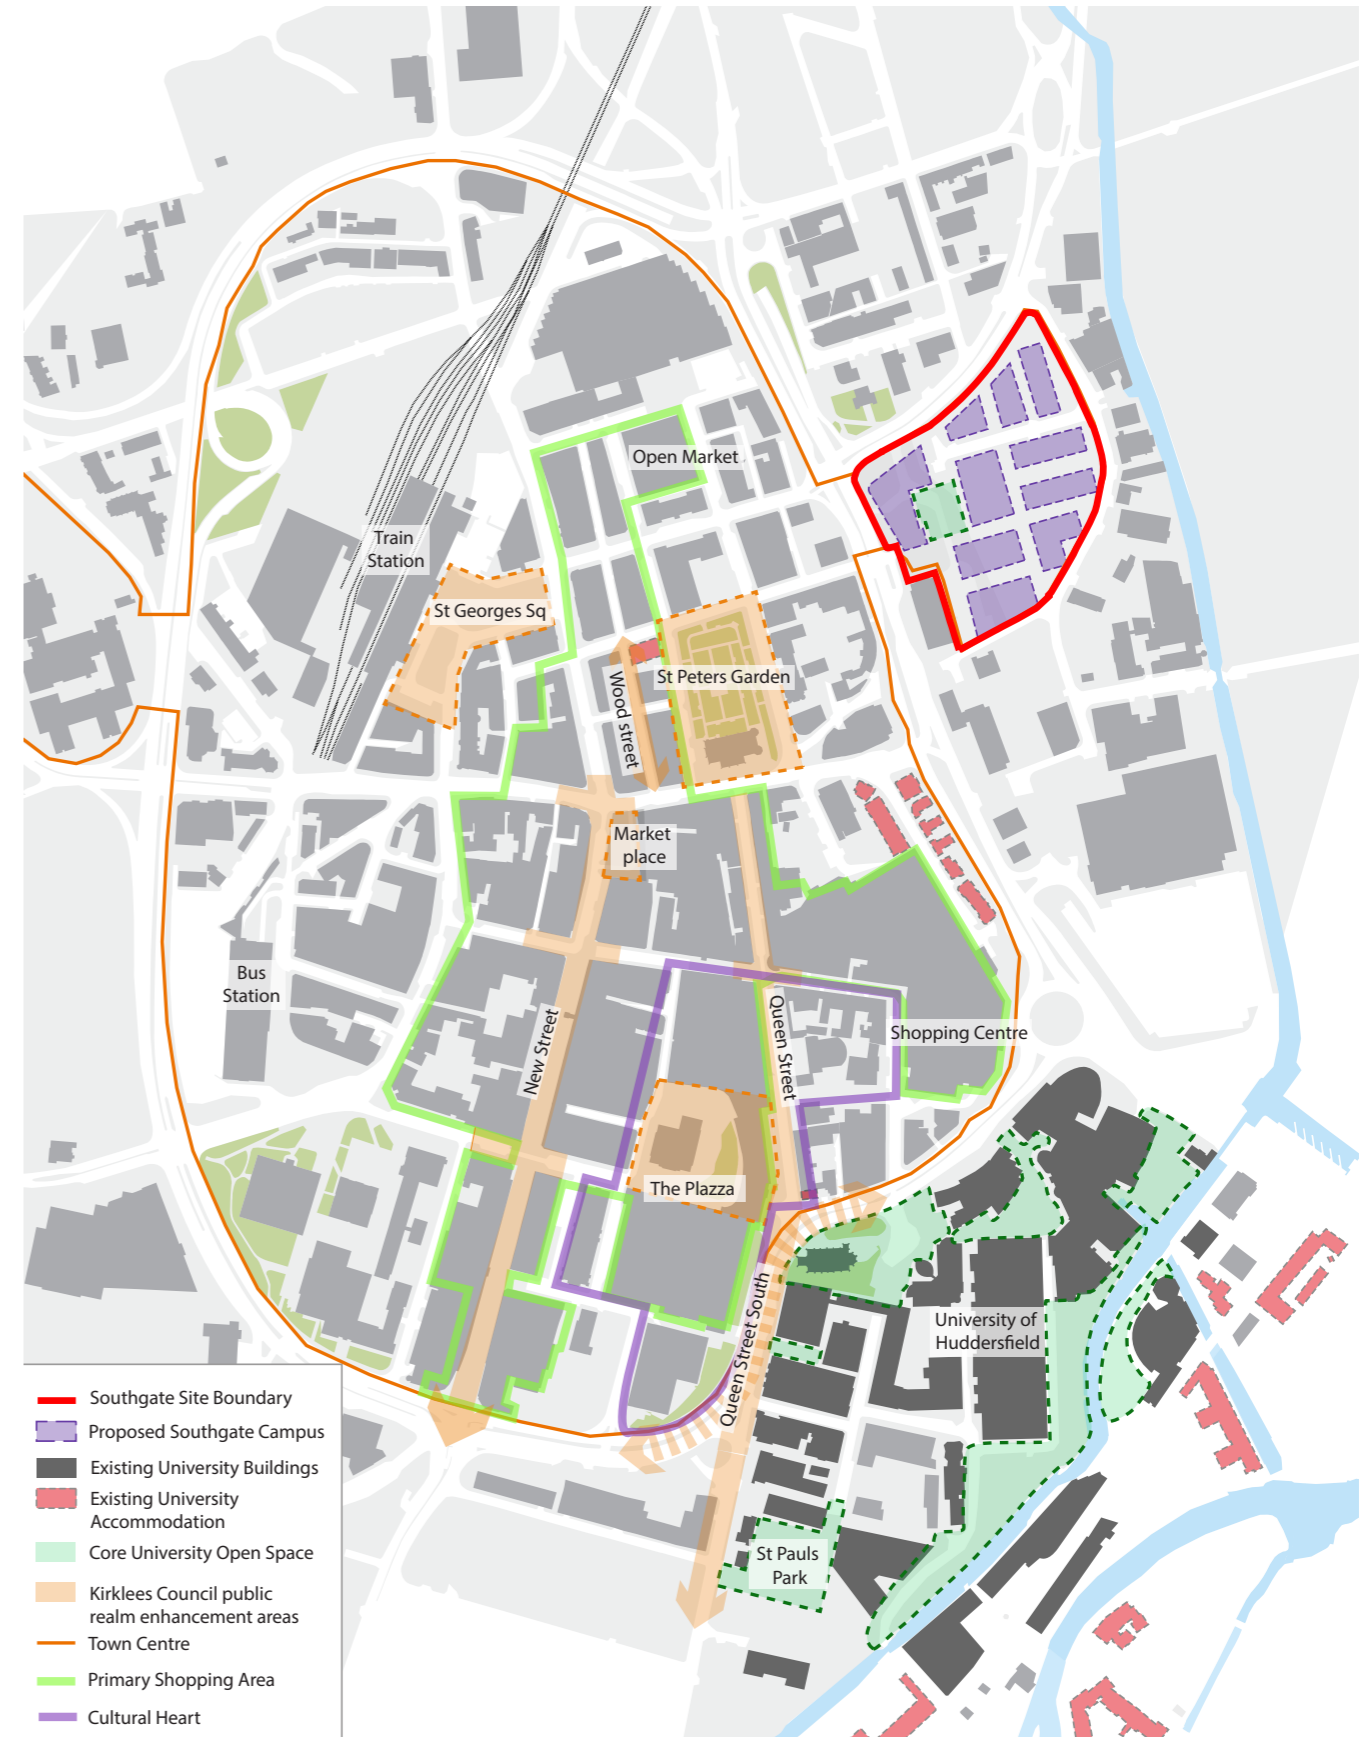 Open Market
Train
Station
St Georges Sq
St Peters Garden
Wood street
Market
place
Bus
Station
New Street
Queen Street
Shopping Centre
The Plazza
Queen Street South
University of
Huddersfield
St Pauls
Park
Southgate Site Boundary
Proposed Southgate Campus
Existing University Buildings
Existing University
Accommodation
Core University Open Space
Kirklees Council public
realm enhancement areas
Town Centre
Primary Shopping Area
Cultural Heart